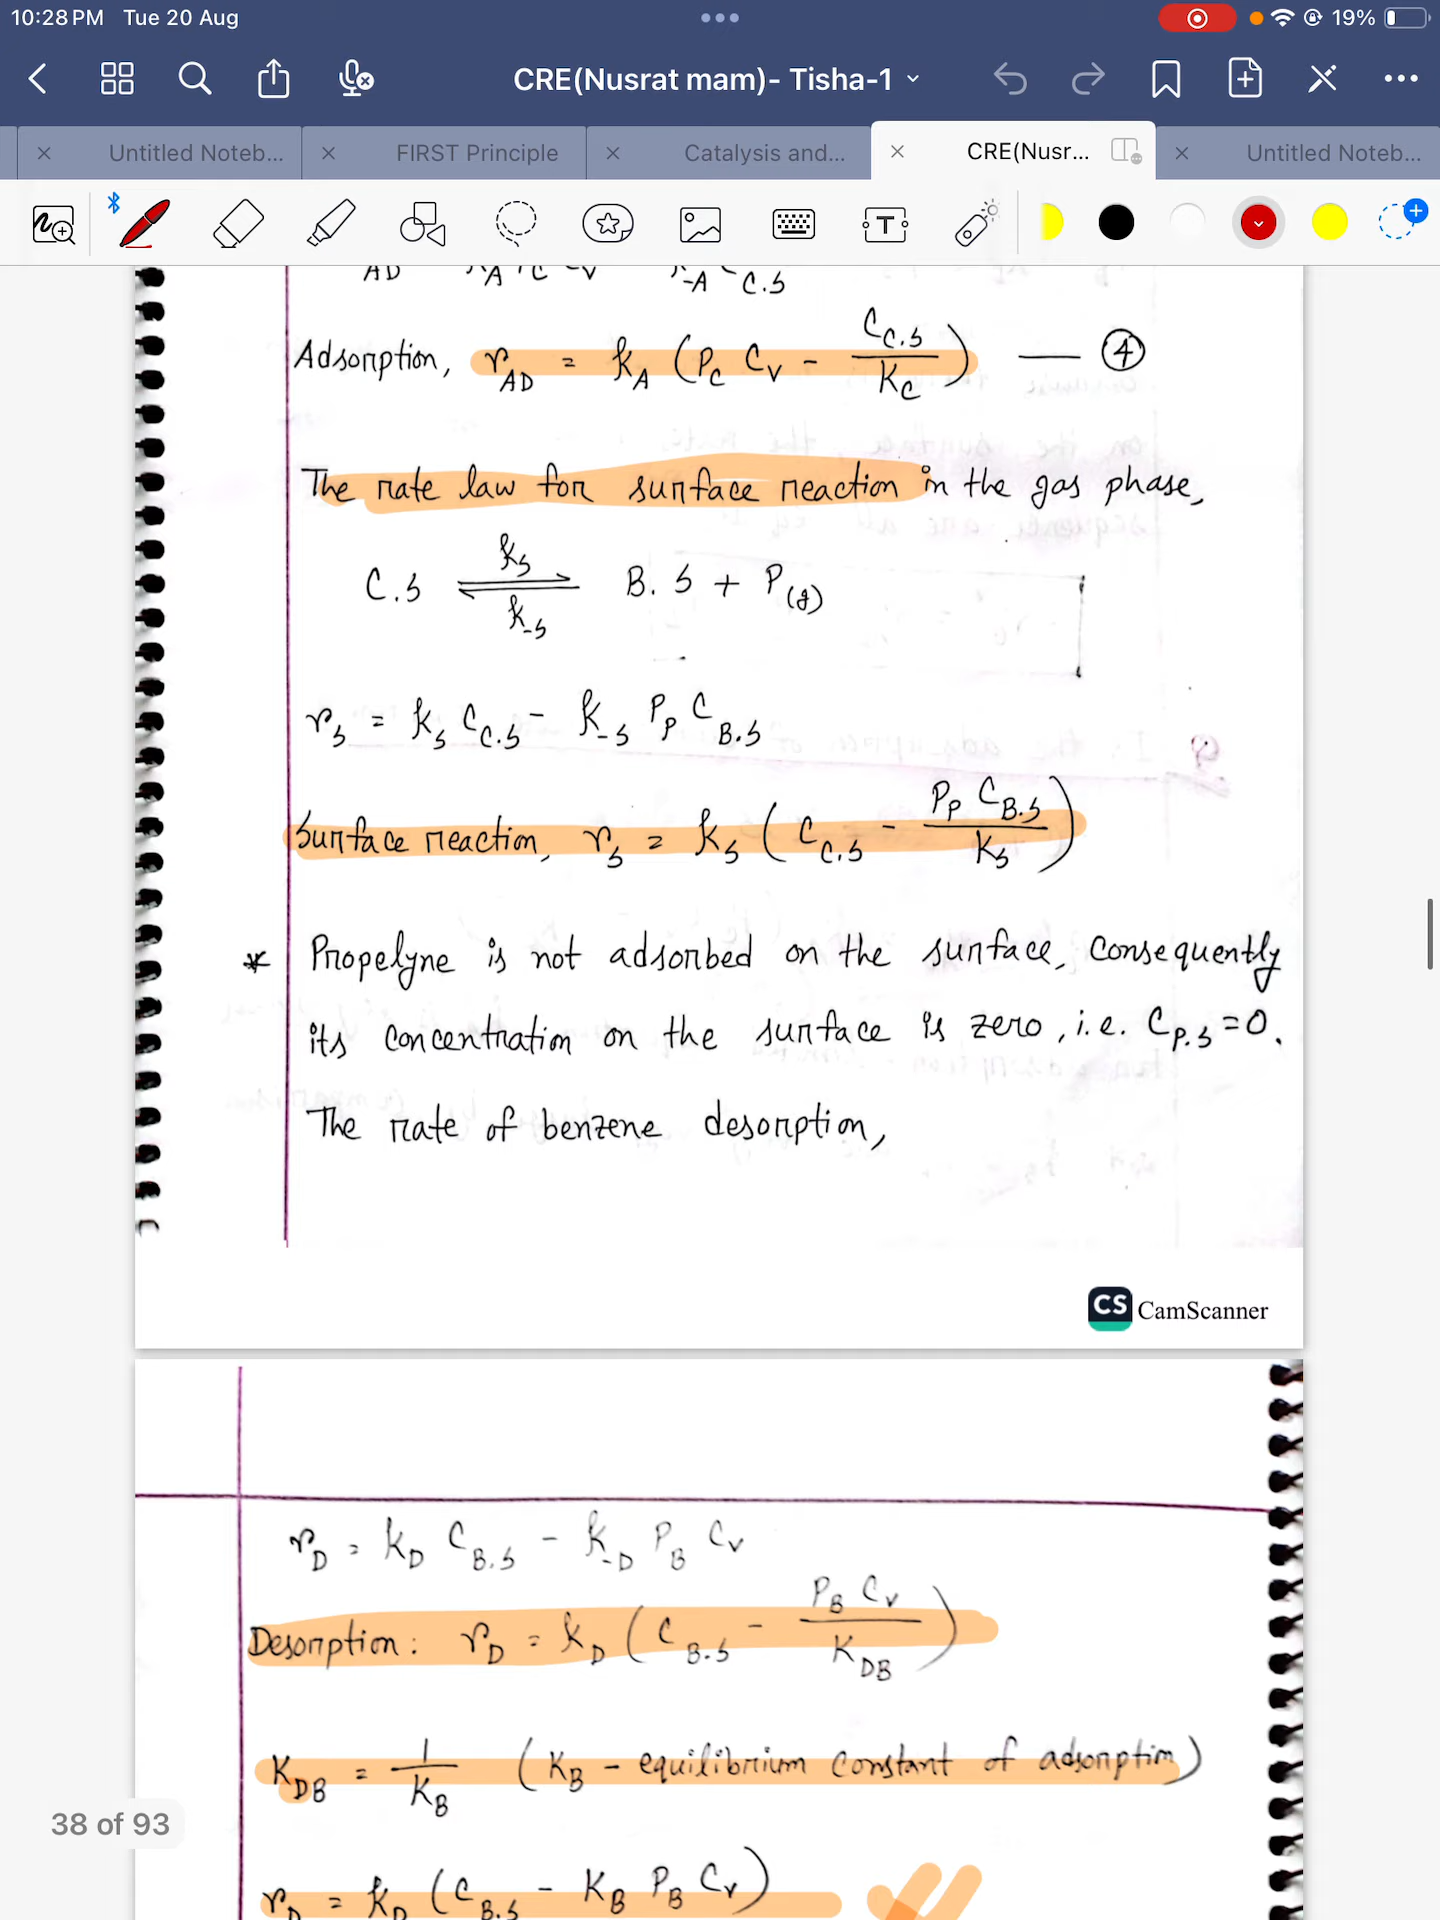 10:28 PM Tue 20 Aug
19%
CRE(Nusrat mam)- Tisha-1
Untitled Noteb...
FIRST Principle
Catalysis and...
CRE(Nusr...
Untitled Noteb...
Adsorption, r_AD = k_A (P_C C_V - C_C.S / K_C) — ④
The rate law for surface reaction in the gas phase,
C.S ⇌ B.S + P(g)
k_S
k_-S
r_S = k_S C_C.S - k_-S P_P C_B.S
Surface reaction, r_S = k_S (C_C.S - P_P C_B.S / K_S)
* Propelyne is not adsorbed on the surface, consequently
its concentration on the surface is zero, i.e. C_P.S = 0.
The rate of benzene desorption,
CS CamScanner
r_D = k_D C_B.S - k_-D P_B C_V
Desorption: r_D = k_D (C_B.S - P_B C_V / K_DB)
K_DB = 1 / K_B (K_B - equilibrium constant of adsorption)
38 of 93
r_D = k_D (C_B.S - K_B P_B C_V)